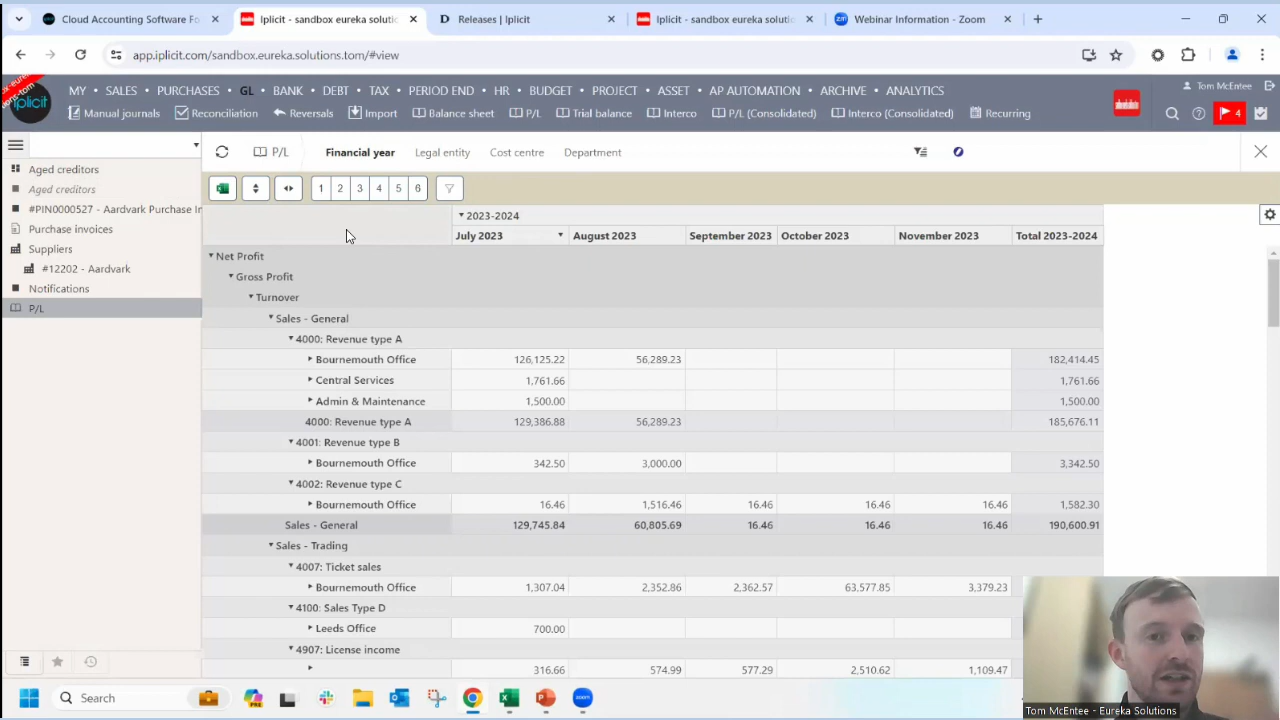 Cloud Accounting Software Fo
Iplicit - sandbox eureka solutio
Releases | Iplicit
Iplicit - sandbox eureka solutio
Webinar Information - Zoom
app.iplicit.com/sandbox.eureka.solutions.tom/#view
MY SALES PURCHASES GL BANK DEBT TAX PERIOD END HR BUDGET PROJECT ASSET AP AUTOMATION ARCHIVE ANALYTICS
Tom McEntee
iplicit
Manual journals Reconciliation Reversals Import Balance sheet P/L Trial balance Interco P/L (Consolidated) Interco (Consolidated) Recurring
4
P/L Financial year Legal entity Cost centre Department
Aged creditors
Aged creditors
#PIN0000527 - Aardvark Purchase In
Purchase invoices
Suppliers
#12202 - Aardvark
Notifications
P/L
1 2 3 4 5 6
2023-2024
July 2023 August 2023 September 2023 October 2023 November 2023 Total 2023-2024
Net Profit
Gross Profit
Turnover
Sales - General
4000: Revenue type A
Bournemouth Office 126,125.22 56,289.23 182,414.45
Central Services 1,761.66 1,761.66
Admin & Maintenance 1,500.00 1,500.00
4000: Revenue type A 129,386.88 56,289.23 185,676.11
4001: Revenue type B
Bournemouth Office 342.50 3,000.00 3,342.50
4002: Revenue type C
Bournemouth Office 16.46 1,516.46 16.46 16.46 16.46 1,582.30
Sales - General 129,745.84 60,805.69 16.46 16.46 16.46 190,600.91
Sales - Trading
4007: Ticket sales
Bournemouth Office 1,307.04 2,352.86 2,362.57 63,577.85 3,379.23
4100: Sales Type D
Leeds Office 700.00
4907: License income
316.66 574.99 577.29 2,510.62 1,109.47
Search
Tom McEntee - Eureka Solutions